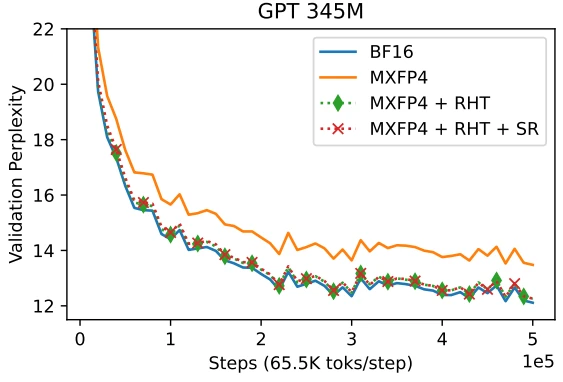 GPT 345M
22
20
18
16
14
12
Validation Perplexity
BF16
MXFP4
MXFP4 + RHT
MXFP4 + RHT + SR
0 1 2 3 4 5
1e5
Steps (65.5K toks/step)